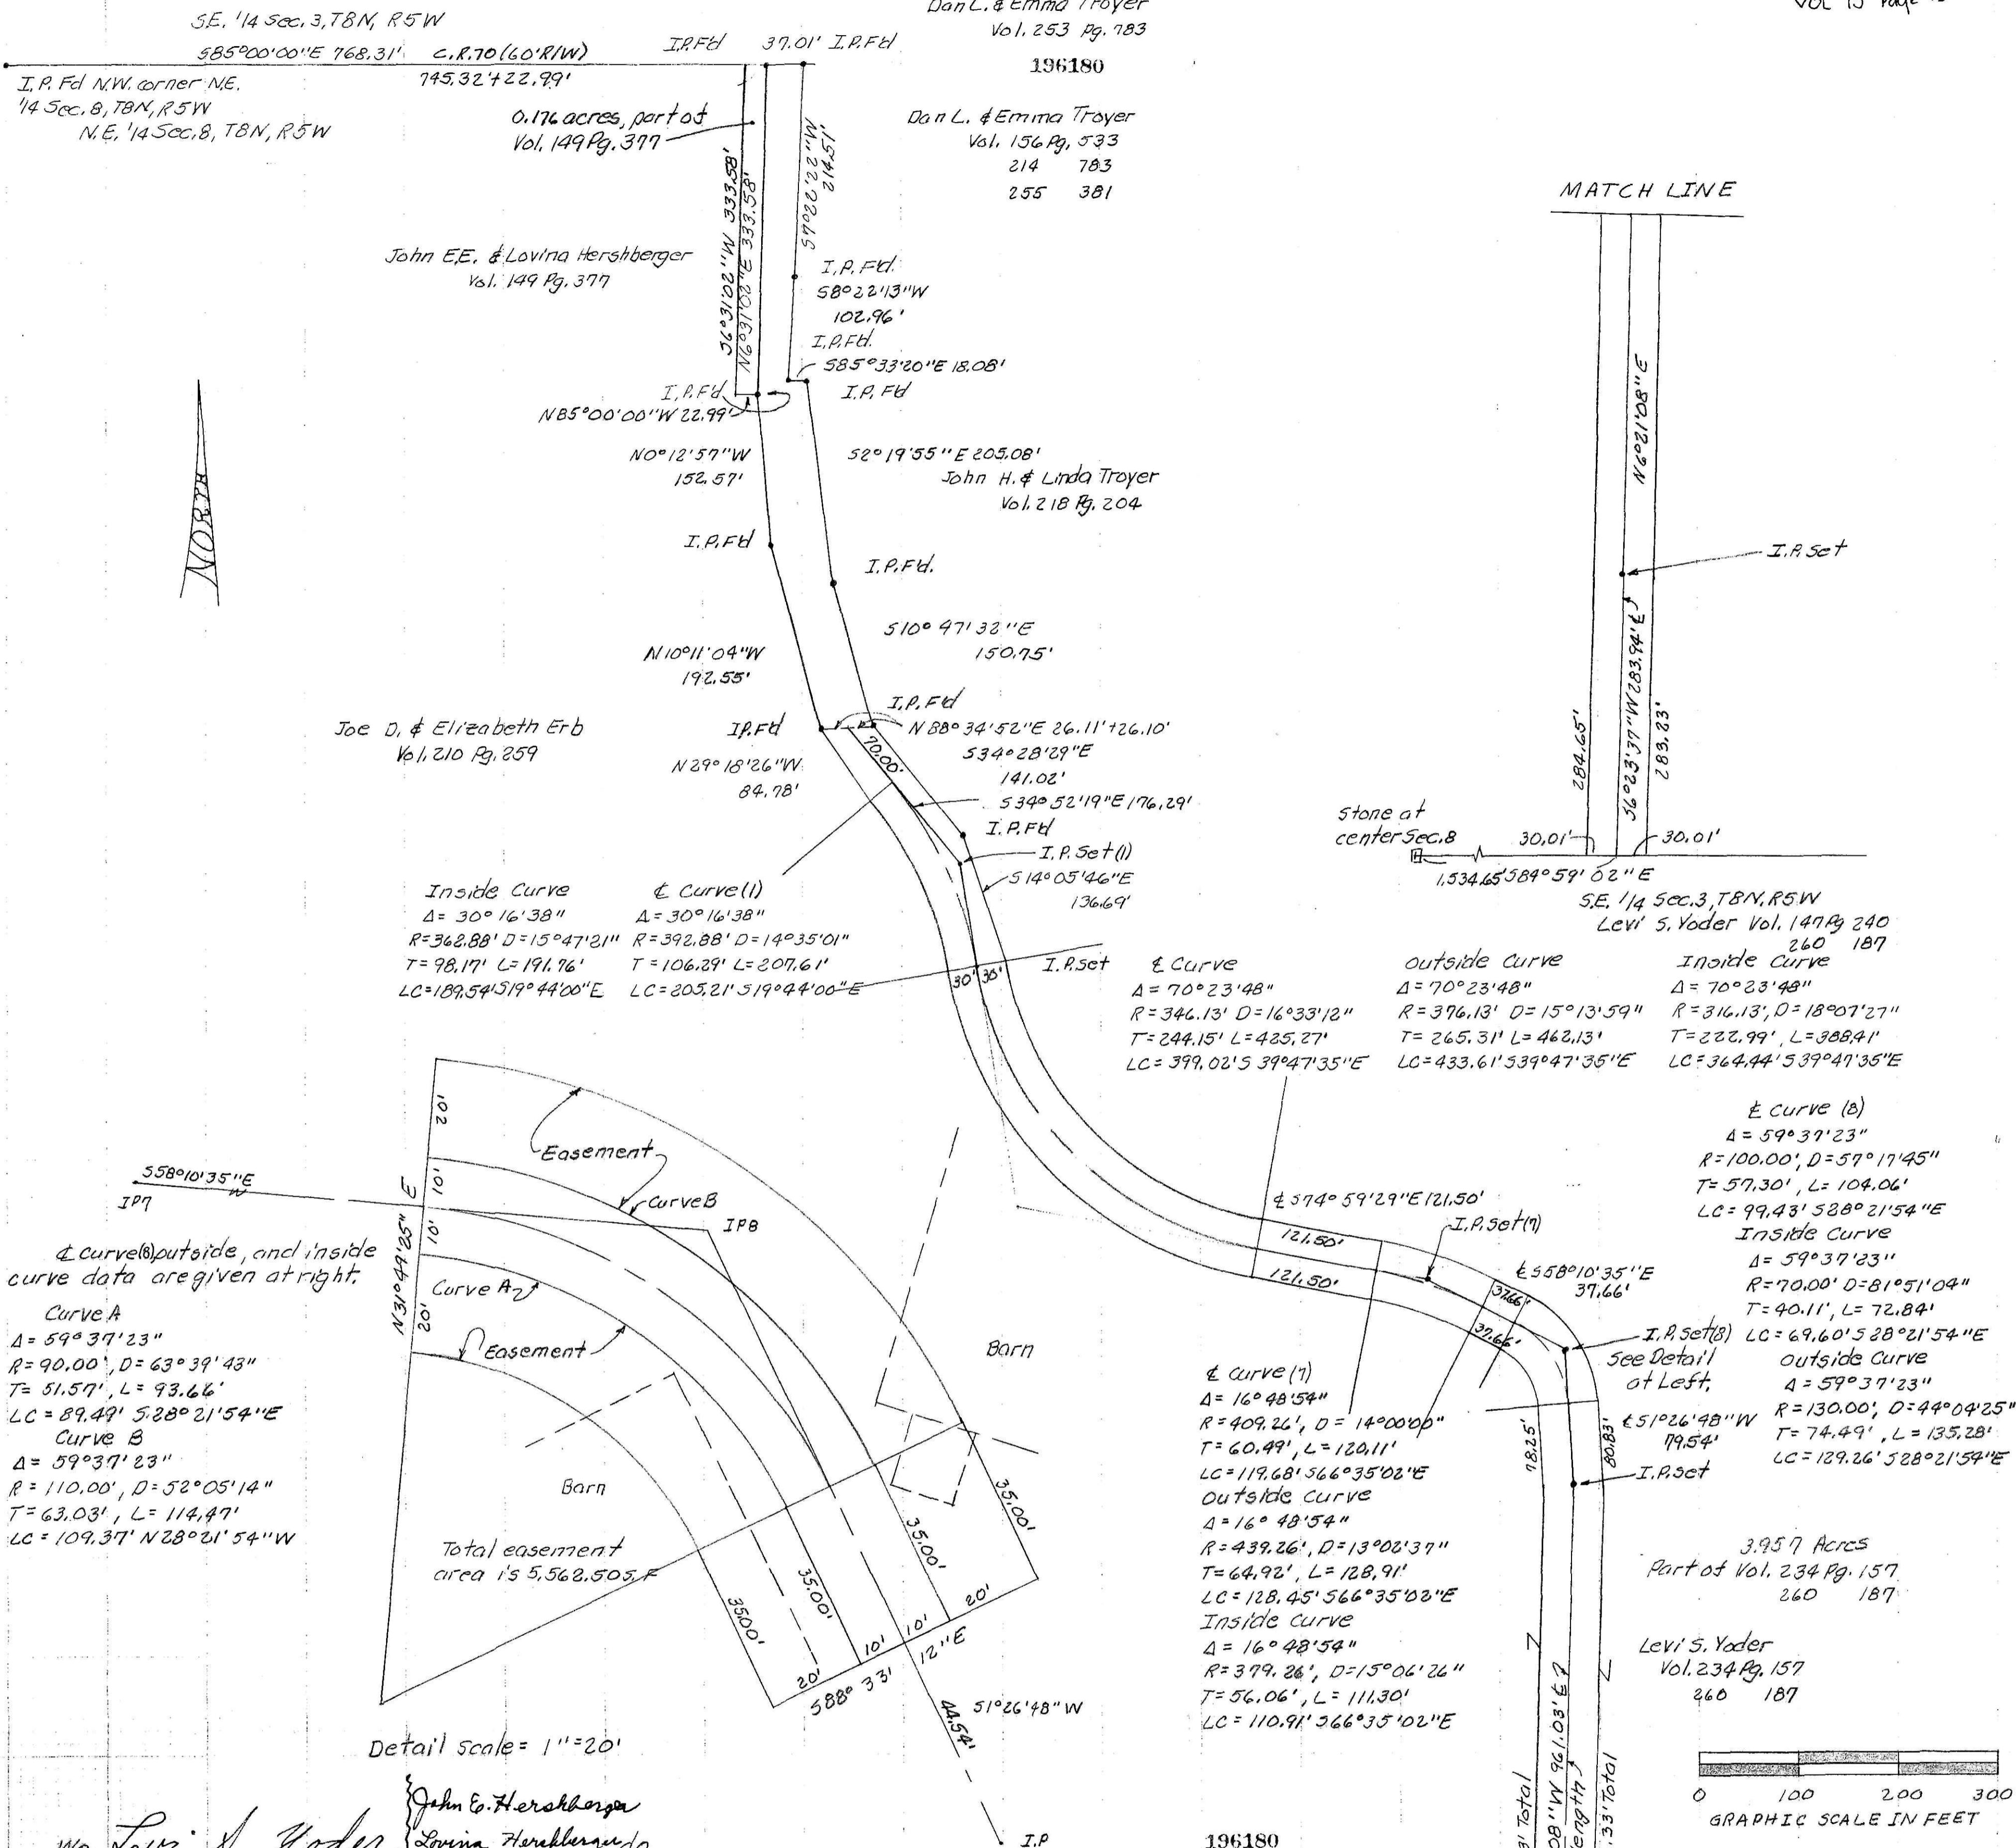 S.E. 1/4 Sec. 3, T8N, R5W
S85°00'00"E 768.31' C.R.70 (60' R/W)
745.32'+22.99'
I.P. Fd N.W. corner N.E.
1/4 Sec. 8, T8N, R5W
N.E. 1/4 Sec. 8, T8N, R5W
I.P.F'd 37.01' I.P.F'd
Dan L. & Emma Troyer
Vol. 253 pg. 783
196180
Vol 15 Page
0.176 acres, part of
Vol. 149 Pg. 377
Dan L. & Emma Troyer
Vol. 156 Pg. 533
214 783
255 381
John E.E. & Lovina Hershberger
Vol. 149 Pg. 377
S6°31'02"W 333.58'
N6°31'02"E 333.58'
I.P. F'd.
S8°22'13"W
102.96'
I.P.F'd.
S85°33'20"E 18.08'
I.P.F'd
I.P. F'd
N85°00'00"W 22.99'
N0°12'57"W
152.57'
S2°19'55"E 205.08'
John H. & Linda Troyer
Vol. 218 Pg. 204
I.P. F'd
I.P.F'd.
NORTH
S10°47'32"E
150.75'
N10°11'04"W
192.55'
I.P. F'd
Joe D. & Elizabeth Erb
Vol. 210 Pg. 259
I.P.F'd
N88°34'52"E 26.11'+26.10'
70.00'
S34°28'29"E
141.02'
N29°18'26"W
84.78'
S34°52'19"E 176.29'
I.P. F'd
I.P. Set (1)
S14°05'46"E
136.69'
I.P.Set
30' 30'
Inside Curve
Δ= 30°16'38"
R=362.88' D=15°47'21"
T=98.17' L=191.76'
LC=189.54' S19°44'00"E
℄ Curve (1)
Δ= 30°16'38"
R=392.88' D=14°35'01"
T=106.29' L=207.61'
LC=205.21' S19°44'00"E
MATCH LINE
N6°21'08"E
I.P. Set
S6°23'37"W 283.94' ℄
284.65'
283.23'
Stone at
center Sec. 8
30.01' 30.01'
1,534.65' S84°59'02"E
S.E. 1/4 Sec. 3, T8N, R5W
Levi S. Yoder Vol. 147 Pg 240
260 187
℄ Curve
Δ= 70°23'48"
R=346.13' D=16°33'12"
T=244.15' L=425.27'
LC=399.02' S39°47'35"E
Outside Curve
Δ= 70°23'48"
R=376.13' D=15°13'59"
T=265.31' L=462.13'
LC=433.61' S39°47'35"E
Inside Curve
Δ= 70°23'48"
R=316.13', D=18°07'27"
T=222.99', L=388.41'
LC=364.44' S39°47'35"E
℄ Curve (8)
Δ= 59°37'23"
R=100.00', D=57°17'45"
T=57.30', L=104.06'
LC=99.43' S28°21'54"E
Inside Curve
Δ= 59°37'23"
R=70.00' D=81°51'04"
T=40.11', L=72.84'
LC=69.60' S28°21'54"E
Outside Curve
Δ= 59°37'23"
R=130.00', D=44°04'25"
T=74.49', L=135.28'
LC=129.26' S28°21'54"E
℄ S74°59'29"E 121.50'
I.P. Set (7)
121.50'
121.50'
℄ S58°10'35"E
37.66'
37.66'
37.66'
I.P. Set (8)
See Detail
at Left.
℄ S1°26'48"W
79.54'
78.25'
80.83'
I.P.Set
S58°10'35"E
IP7
20'
10'
10'
20'
N31°49'25"E
Easement
Curve B
IP8
℄ Curve (8) outside, and inside
curve data are given at right.
Curve A
Easement
Barn
Barn
Curve A
Δ= 59°37'23"
R=90.00', D=63°39'43"
T=51.57', L=93.66'
LC=89.49' S28°21'54"E
Curve B
Δ= 59°37'23"
R=110.00', D=52°05'14"
T=63.03', L=114.47'
LC=109.37' N28°21'54"W
Total easement
area is 5,562.50 S.F
35.00'
35.00'
35.00'
35.00'
20' 10' 10' 20'
S88°33'12"E
44.54'
S1°26'48"W
I.P
℄ Curve (7)
Δ= 16°48'54"
R=409.26', D=14°00'00"
T=60.49', L=120.11'
LC=119.68' S66°35'02"E
Outside Curve
Δ= 16°48'54"
R=439.26', D=13°02'37"
T=64.92', L=128.91'
LC=128.45' S66°35'02"E
Inside Curve
Δ= 16°48'54"
R=379.26', D=15°06'26"
T=56.06', L=111.30'
LC=110.91' S66°35'02"E
3.957 Acres
Part of Vol. 234 Pg. 157
260 187
Levi S. Yoder
Vol. 234 Pg. 157
260 187
3' Total
08"W 961.03' ℄
ength
.33' Total
0 100 200 300
GRAPHIC SCALE IN FEET
Detail scale= 1"=20'
We Levi S. Yoder
John E. Hershberger
Lovina Hershberger
196180